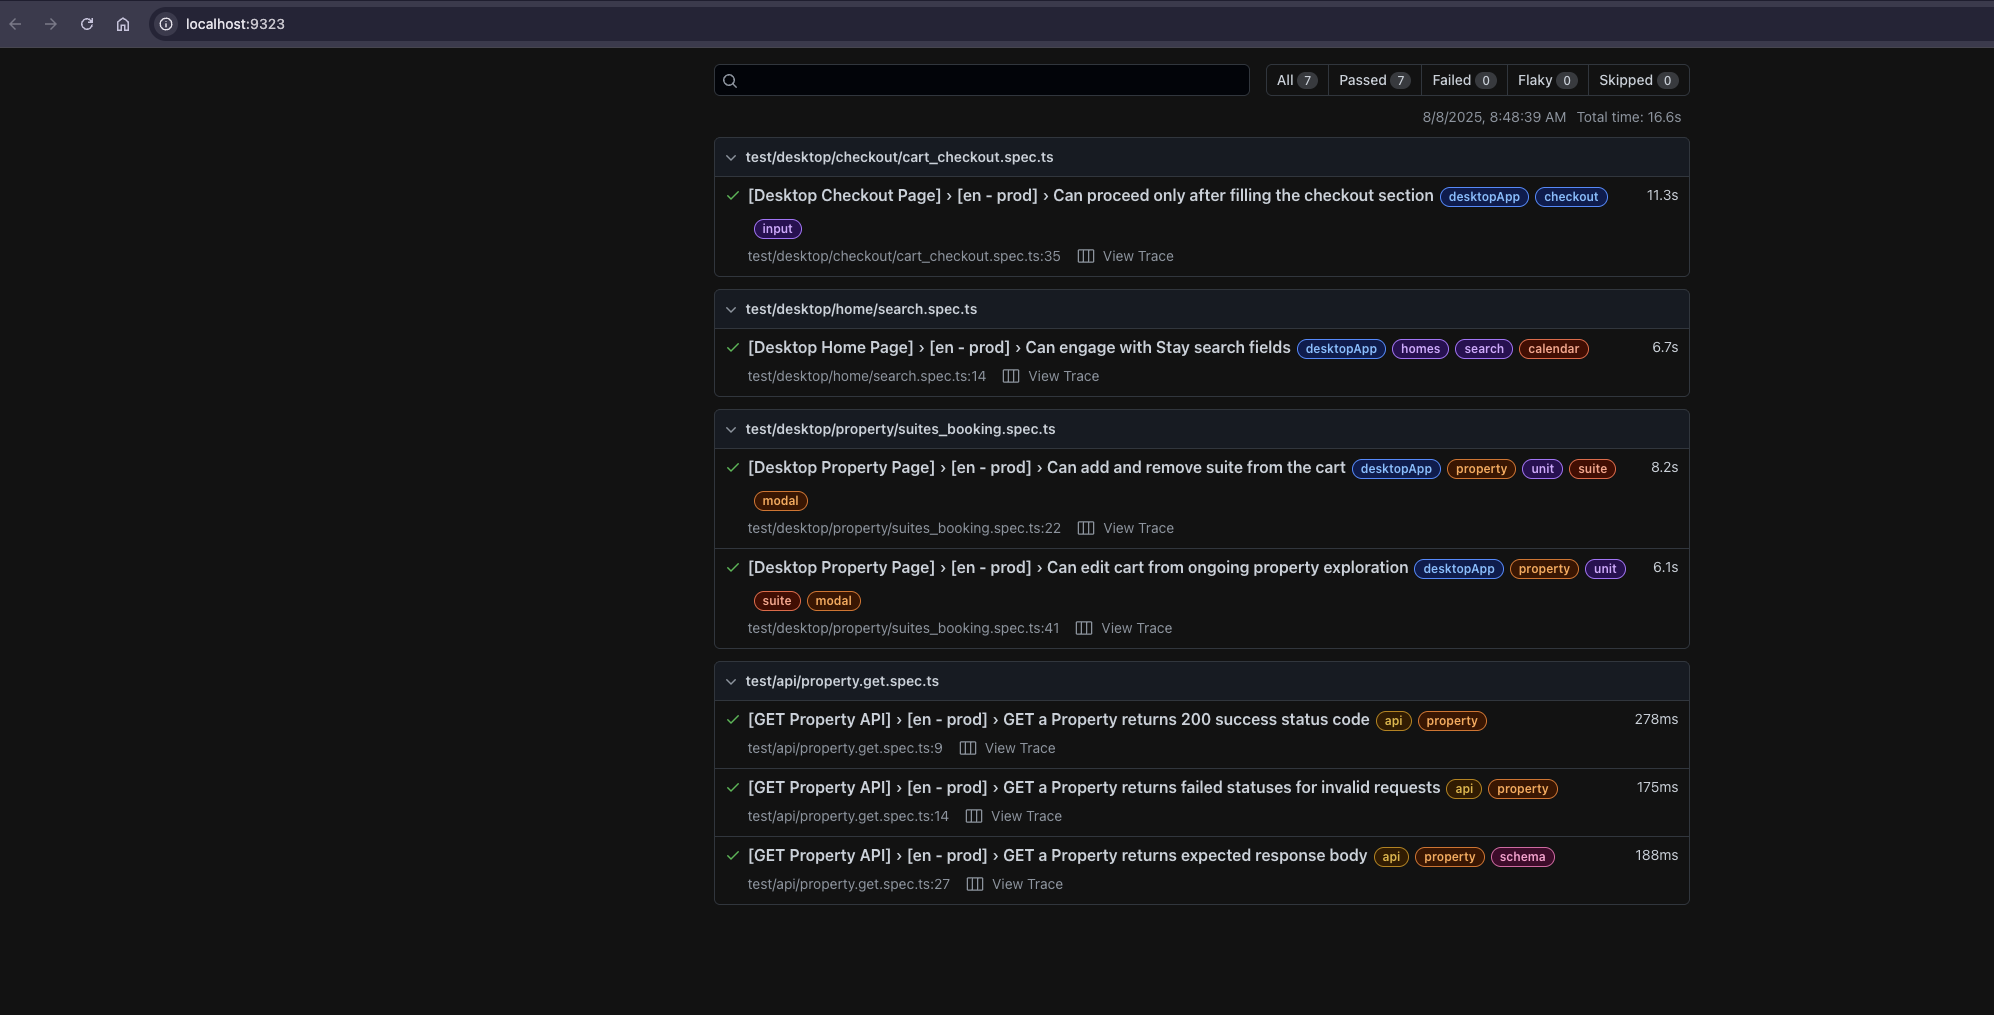 localhost:9323
All 7 Passed 7 Failed 0 Flaky 0 Skipped 0
8/8/2025, 8:48:39 AM Total time: 16.6s
test/desktop/checkout/cart_checkout.spec.ts
[Desktop Checkout Page] › [en - prod] › Can proceed only after filling the checkout section desktopApp checkout 11.3s
input
test/desktop/checkout/cart_checkout.spec.ts:35 View Trace
test/desktop/home/search.spec.ts
[Desktop Home Page] › [en - prod] › Can engage with Stay search fields desktopApp homes search calendar 6.7s
test/desktop/home/search.spec.ts:14 View Trace
test/desktop/property/suites_booking.spec.ts
[Desktop Property Page] › [en - prod] › Can add and remove suite from the cart desktopApp property unit suite 8.2s
modal
test/desktop/property/suites_booking.spec.ts:22 View Trace
[Desktop Property Page] › [en - prod] › Can edit cart from ongoing property exploration desktopApp property unit 6.1s
suite modal
test/desktop/property/suites_booking.spec.ts:41 View Trace
test/api/property.get.spec.ts
[GET Property API] › [en - prod] › GET a Property returns 200 success status code api property 278ms
test/api/property.get.spec.ts:9 View Trace
[GET Property API] › [en - prod] › GET a Property returns failed statuses for invalid requests api property 175ms
test/api/property.get.spec.ts:14 View Trace
[GET Property API] › [en - prod] › GET a Property returns expected response body api property schema 188ms
test/api/property.get.spec.ts:27 View Trace